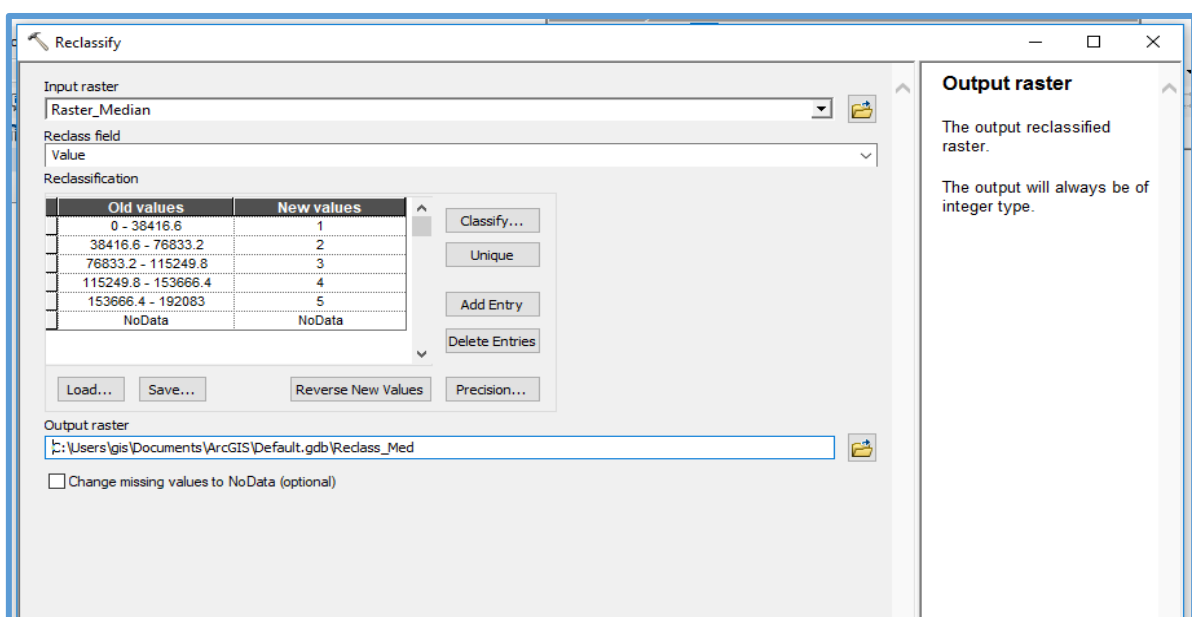 Reclassify
Input raster
Raster_Median
Reclass field
Value
Reclassification
Old values New values
0 - 38416.6 1
38416.6 - 76833.2 2
76833.2 - 115249.8 3
115249.8 - 153666.4 4
153666.4 - 192083 5
NoData NoData
Classify...
Unique
Add Entry
Delete Entries
Load... Save... Reverse New Values Precision...
Output raster
C:\Users\gis\Documents\ArcGIS\Default.gdb\Reclass_Med
Change missing values to NoData (optional)
Output raster
The output reclassified
raster.
The output will always be of
integer type.